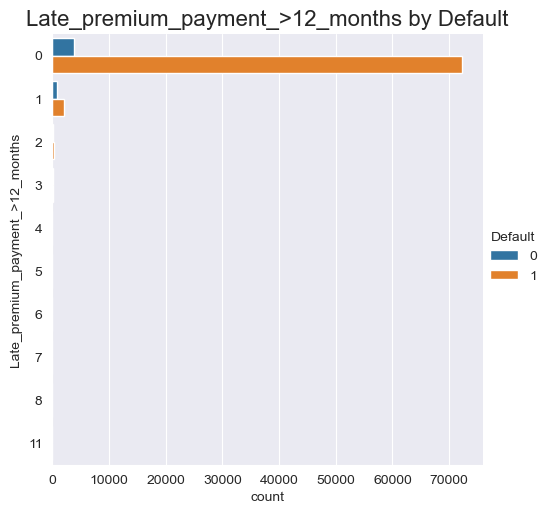 Late_premium_payment_>12_months by Default
Late_premium_payment_>12_months
0
1
2
3
4
5
6
7
8
11
0 10000 20000 30000 40000 50000 60000 70000
count
Default
0
1